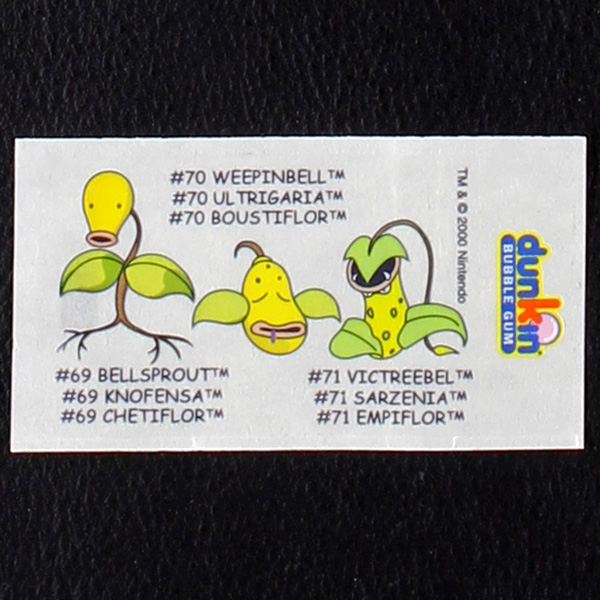 #70 WEEPINBELL™
#70 ULTRIGARIA™
#70 BOUSTIFLOR™
#69 BELLSPROUT™
#69 KNOFENSA™
#69 CHETIFLOR™
#71 VICTREEBEL™
#71 SARZENIA™
#71 EMPIFLOR™
TM & © 2000 Nintendo
dunkin
BUBBLE GUM